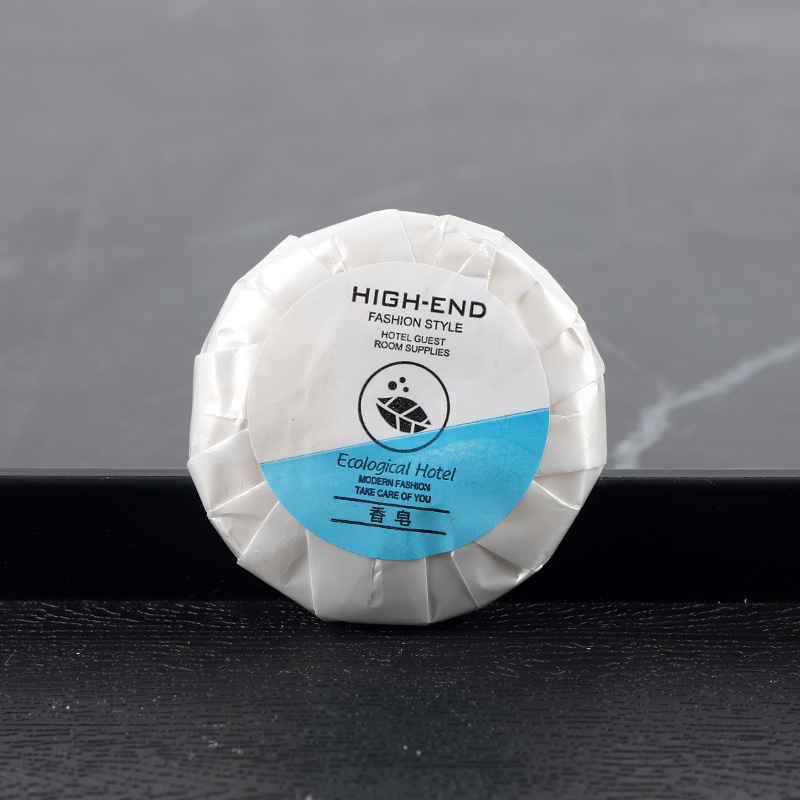 HIGH-END
FASHION STYLE
HOTEL GUEST
ROOM SUPPLIES
Ecological Hotel
MODERN FASHION
TAKE CARE OF YOU
香皂